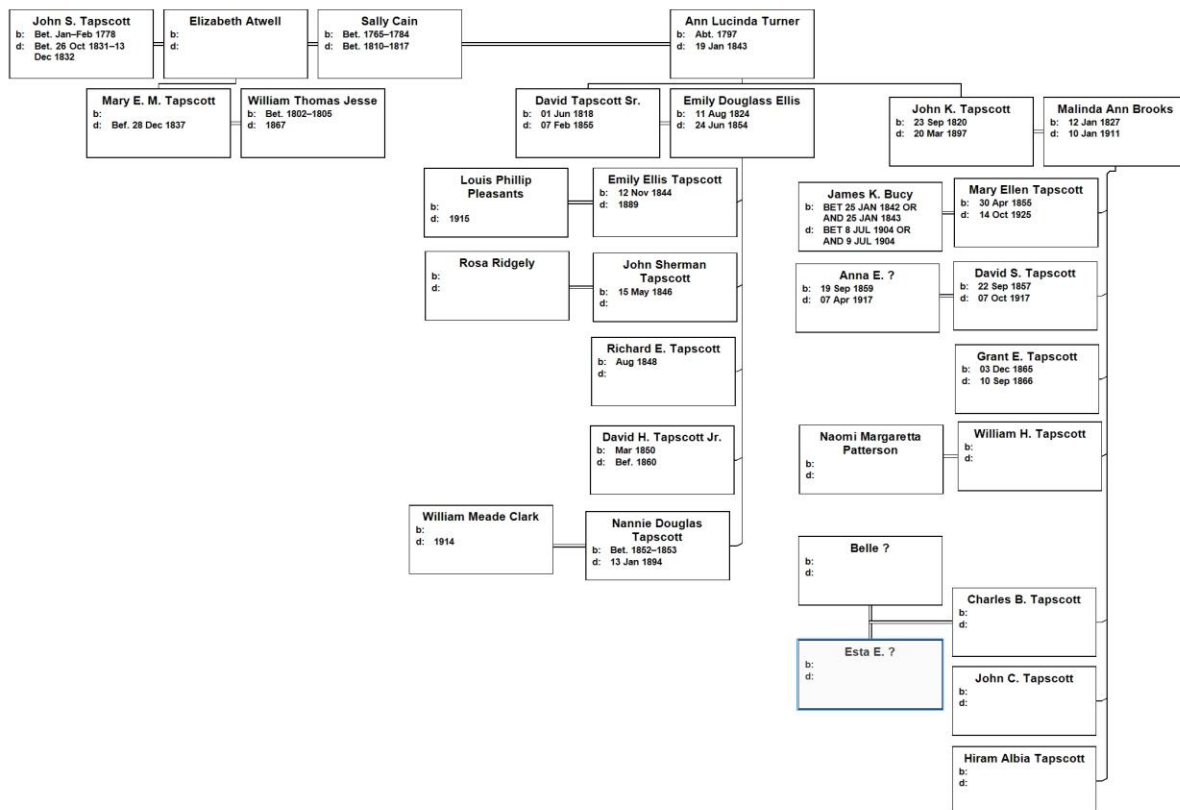 John S. Tapscott
b: Bet. Jan–Feb 1778
d: Bet. 26 Oct 1831–13
Dec 1832
Elizabeth Atwell
b:
d:
Sally Cain
b: Bet. 1765–1784
d: Bet. 1810–1817
Ann Lucinda Turner
b: Abt. 1797
d: 19 Jan 1843
Mary E. M. Tapscott
b:
d: Bef. 28 Dec 1837
William Thomas Jesse
b: Bet. 1802–1805
d: 1867
David Tapscott Sr.
b: 01 Jun 1818
d: 07 Feb 1855
Emily Douglass Ellis
b: 11 Aug 1824
d: 24 Jun 1854
John K. Tapscott
b: 23 Sep 1820
d: 20 Mar 1897
Malinda Ann Brooks
b: 12 Jan 1827
d: 10 Jan 1911
Louis Phillip
Pleasants
b:
d: 1915
Emily Ellis Tapscott
b: 12 Nov 1844
d: 1889
James K. Bucy
b: BET 25 JAN 1842 OR
AND 25 JAN 1843
d: BET 8 JUL 1904 OR
AND 9 JUL 1904
Mary Ellen Tapscott
b: 30 Apr 1855
d: 14 Oct 1925
Rosa Ridgely
b:
d:
John Sherman
Tapscott
b: 15 May 1846
d:
Anna E. ?
b: 19 Sep 1859
d: 07 Apr 1917
David S. Tapscott
b: 22 Sep 1857
d: 07 Oct 1917
Richard E. Tapscott
b: Aug 1848
d:
Grant E. Tapscott
b: 03 Dec 1865
d: 10 Sep 1866
David H. Tapscott Jr.
b: Mar 1850
d: Bef. 1860
Naomi Margaretta
Patterson
b:
d:
William H. Tapscott
b:
d:
William Meade Clark
b:
d: 1914
Nannie Douglas
Tapscott
b: Bet. 1852–1853
d: 13 Jan 1894
Belle ?
b:
d:
Charles B. Tapscott
b:
d:
Esta E. ?
b:
d:
John C. Tapscott
b:
d:
Hiram Albia Tapscott
b:
d: